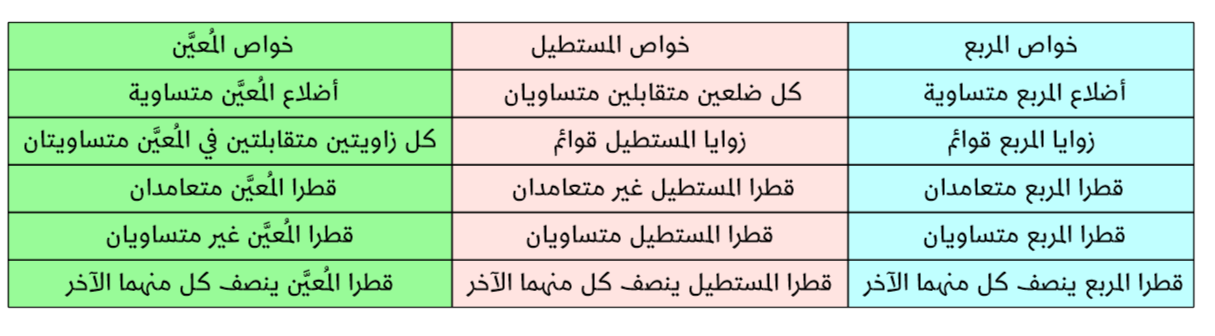 خواص المربع
خواص المستطيل
خواص المُعيَّن
أضلاع المربع متساوية
كل ضلعين متقابلين متساويان
أضلاع المُعيَّن متساوية
زوايا المربع قوائم
زوايا المستطيل قوائم
كل زاويتين متقابلتين في المُعيَّن متساويتان
قطرا المربع متعامدان
قطرا المستطيل غير متعامدان
قطرا المُعيَّن متعامدان
قطرا المربع متساويان
قطرا المستطيل متساويان
قطرا المُعيَّن غير متساويان
قطرا المربع ينصف كل منهما الآخر
قطرا المستطيل ينصف كل منهما الآخر
قطرا المُعيَّن ينصف كل منهما الآخر